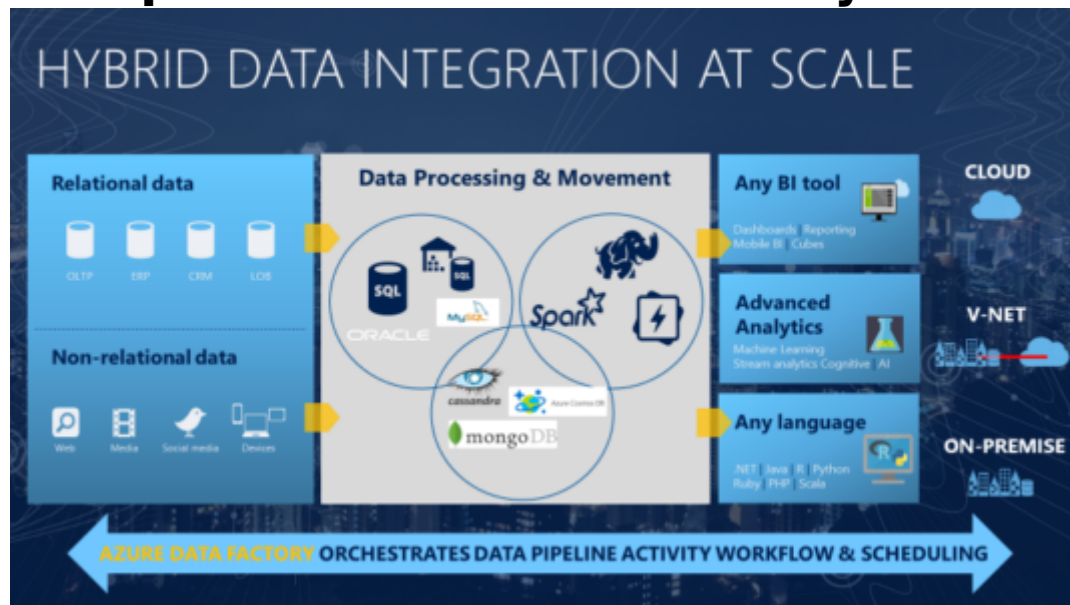 HYBRID DATA INTEGRATION AT SCALE
Relational data
OLTP
ERP
CRM
LOB
Non-relational data
Web
Media
Social media
Devices
Data Processing & Movement
SQL
SQL
ORACLE
MySQL
Spark
cassandra
Azure Cosmos DB
mongoDB
Any BI tool
Dashboards | Reporting
Mobile BI | Cubes
Advanced
Analytics
Machine Learning
Stream analytics Cognitive | AI
Any language
.NET | Java | R | Python
Ruby | PHP | Scala
R
CLOUD
V-NET
ON-PREMISE
AZURE DATA FACTORY ORCHESTRATES DATA PIPELINE ACTIVITY WORKFLOW & SCHEDULING